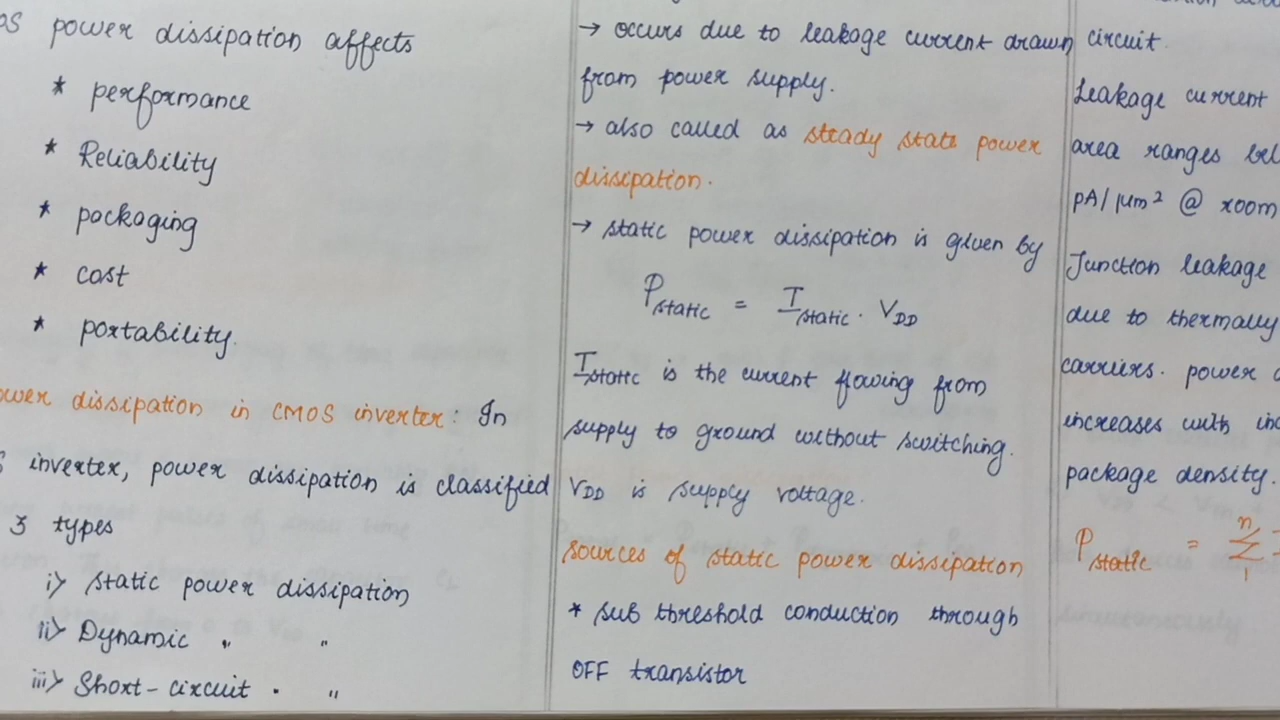 power dissipation affects
* performance
* Reliability
* packaging
* cost
* portability.
dissipation in CMOS inverter: In
inverter, power dissipation is classified
3 types
i) static power dissipation
ii) Dynamic " "
iii) Short-circuit " "
→ occurs due to leakage current drawn
from power supply.
→ also called as steady state power
dissipation.
→ static power dissipation is given by
Pstatic = Istatic. VDD
Istatic is the current flowing from
supply to ground without switching.
VDD is supply voltage.
sources of static power dissipation
* sub threshold conduction through
OFF transistor
circuit.
Leakage current
area ranges
pA/μm² @ room
Junction leakage
due to thermally
carriers. power
increases with
package density.
Pstatic = n∑1